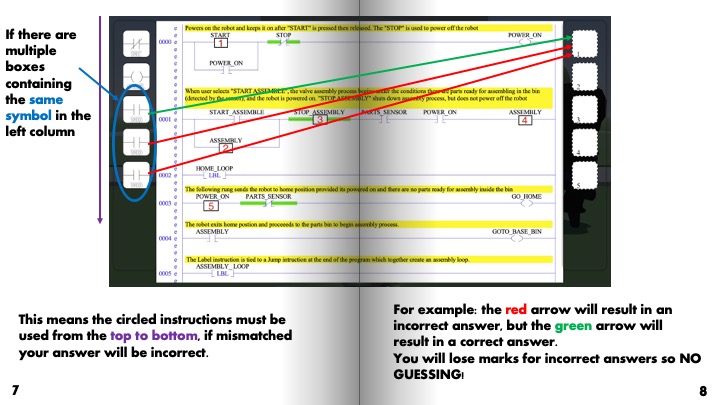 If there are
multiple
boxes
containing
the same
symbol in the
left column
Powers on the robot and keeps it on after "START" is pressed then released. The "STOP" is used to power off the robot
START STOP POWER_ON
0000 e 1
POWER_ON
When user selects "START ASSEMBLE", the valve assembly process begins under the conditions there are parts ready for assembling in the bin
(detected by the sensor), and the robot is powered on. "STOP ASSEMBLY" shuts down assembly process, but does not power off the robot
START_ASSEMBLE STOP_ASSEMBLY PARTS_SENSOR POWER_ON ASSEMBLY
0001 e 3 4
ASSEMBLY
2
HOME_LOOP
0002 e LBL
The following rung sends the robot to home position provided its powered on and there are no parts ready for assembly inside the bin
POWER_ON PARTS_SENSOR GO_HOME
0003 e 5
The robot exits home postion and proceeds to the parts bin to begin assembly process.
ASSEMBLY GOTO_BASE_BIN
0004 e
The Label instruction is tied to a Jump intruction at the end of the program which together create an assembly loop.
ASSEMBLY_LOOP
0005 e LBL
1
2
3
4
5
This means the circled instructions must be
used from the top to bottom, if mismatched
your answer will be incorrect.
7
For example: the red arrow will result in an
incorrect answer, but the green arrow will
result in a correct answer.
You will lose marks for incorrect answers so NO
GUESSING!
8